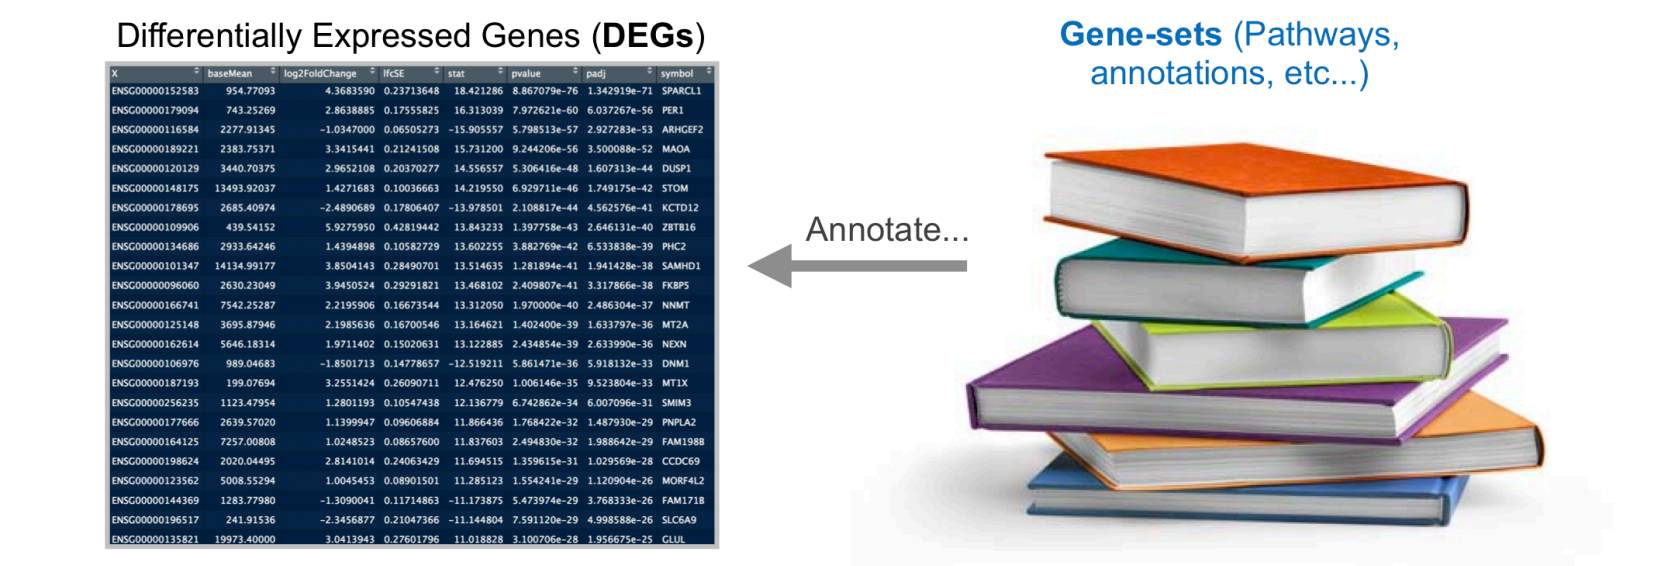 Differentially Expressed Genes (DEGs)
Gene-sets (Pathways,
annotations, etc...)
Annotate...
X baseMean log2FoldChange lfcSE stat pvalue padj symbol
ENSG00000152583 954.77093 4.3683590 0.23713648 18.421286 8.867079e-76 1.342919e-71 SPARCL1
ENSG00000179094 743.25269 2.8638885 0.17555825 16.313039 7.972621e-60 6.037267e-56 PER1
ENSG00000116584 2277.91345 -1.0347000 0.06505273 -15.905557 5.798513e-57 2.927283e-53 ARHGEF2
ENSG00000189221 2383.75371 3.3415441 0.21241508 15.731200 9.244206e-56 3.500088e-52 MAOA
ENSG00000120129 3440.70375 2.9652108 0.20370277 14.556557 5.306416e-48 1.607313e-44 DUSP1
ENSG00000148175 13493.92037 1.4271683 0.10036663 14.219550 6.929711e-46 1.749175e-42 STOM
ENSG00000178695 2685.40974 -2.4890689 0.17806407 -13.978501 2.108817e-44 4.562576e-41 KCTD12
ENSG00000109906 439.54152 5.9275950 0.42819442 13.843233 1.397758e-43 2.646131e-40 ZBTB16
ENSG00000134686 2933.64246 1.4394898 0.10582729 13.602255 3.882769e-42 6.533838e-39 PHC2
ENSG00000101347 14134.99177 3.8504143 0.28490701 13.514635 1.281894e-41 1.941428e-38 SAMHD1
ENSG00000096060 2630.23049 3.9450524 0.29291821 13.468102 2.409807e-41 3.317866e-38 FKBP5
ENSG00000166741 7542.25287 2.2195906 0.16673544 13.312050 1.970000e-40 2.486304e-37 NNMT
ENSG00000125148 3695.87946 2.1985636 0.16700546 13.164621 1.402400e-39 1.633797e-36 MT2A
ENSG00000162614 5646.18314 1.9711402 0.15020631 13.122885 2.434854e-39 2.633990e-36 NEXN
ENSG00000106976 989.04683 -1.8501713 0.14778657 -12.519211 5.861471e-36 5.918132e-33 DNM1
ENSG00000187193 199.07694 3.2551424 0.26090711 12.476250 1.006146e-35 9.523804e-33 MT1X
ENSG00000256235 1123.47954 1.2801193 0.10547438 12.136779 6.742862e-34 6.007096e-31 SMIM3
ENSG00000177666 2639.57020 1.1399947 0.09606884 11.866436 1.768422e-32 1.487930e-29 PNPLA2
ENSG00000164125 7257.00808 1.0248523 0.08657600 11.837603 2.494830e-32 1.988642e-29 FAM198B
ENSG00000198624 2020.04495 2.8141014 0.24063429 11.694515 1.359615e-31 1.029569e-28 CCDC69
ENSG00000123562 5008.55294 1.0045453 0.08901501 11.285123 1.554241e-29 1.120904e-26 MORF4L2
ENSG00000144369 1283.77980 -1.3090041 0.11714863 -11.173875 5.473974e-29 3.768333e-26 FAM171B
ENSG00000196517 241.91536 -2.3456877 0.21047366 -11.144804 7.591120e-29 4.998588e-26 SLC6A9
ENSG00000135821 19973.40000 3.0413943 0.27601796 11.018828 3.100706e-28 1.956675e-25 GLUL